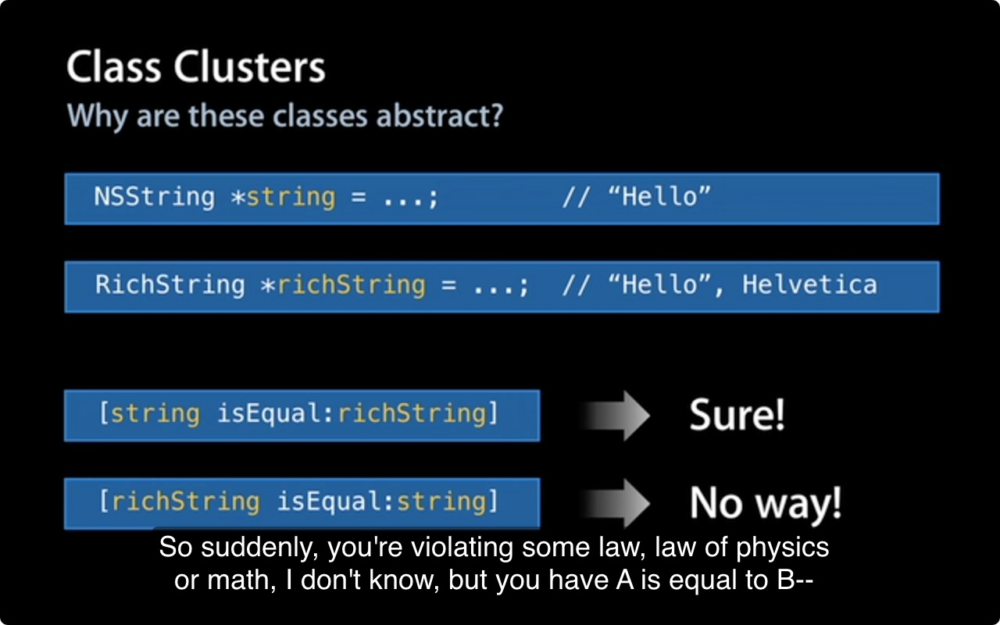 Class Clusters
Why are these classes abstract?
NSString *string = ...; // “Hello”
RichString *richString = ...; // “Hello”, Helvetica
[string isEqual:richString] Sure!
[richString isEqual:string] No way!
So suddenly, you're violating some law, law of physics
or math, I don't know, but you have A is equal to B--